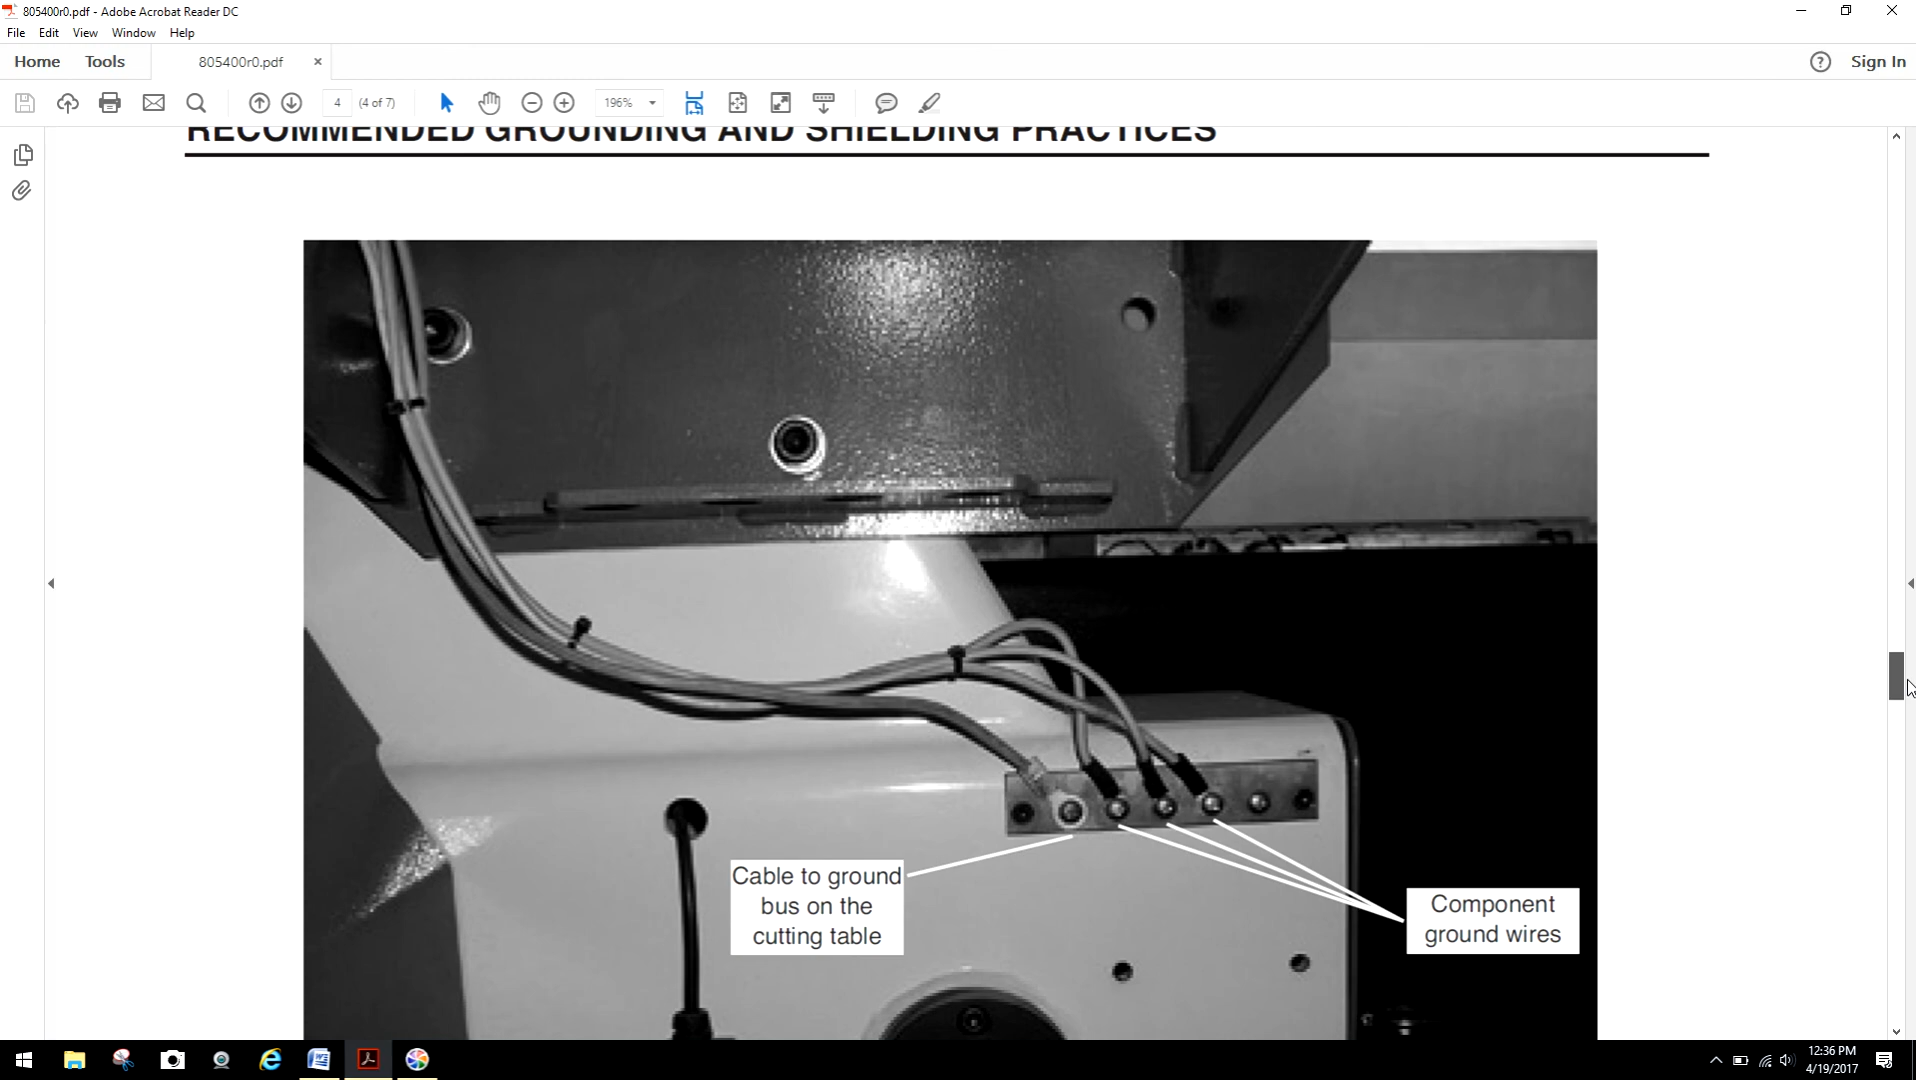 805400r0.pdf - Adobe Acrobat Reader DC
File Edit View Window Help
Home Tools 805400r0.pdf Sign In
4 (4 of 7) 196%
RECOMMENDED GROUNDING AND SHIELDING PRACTICES
Cable to ground
bus on the
cutting table
Component
ground wires
12:36 PM
4/19/2017